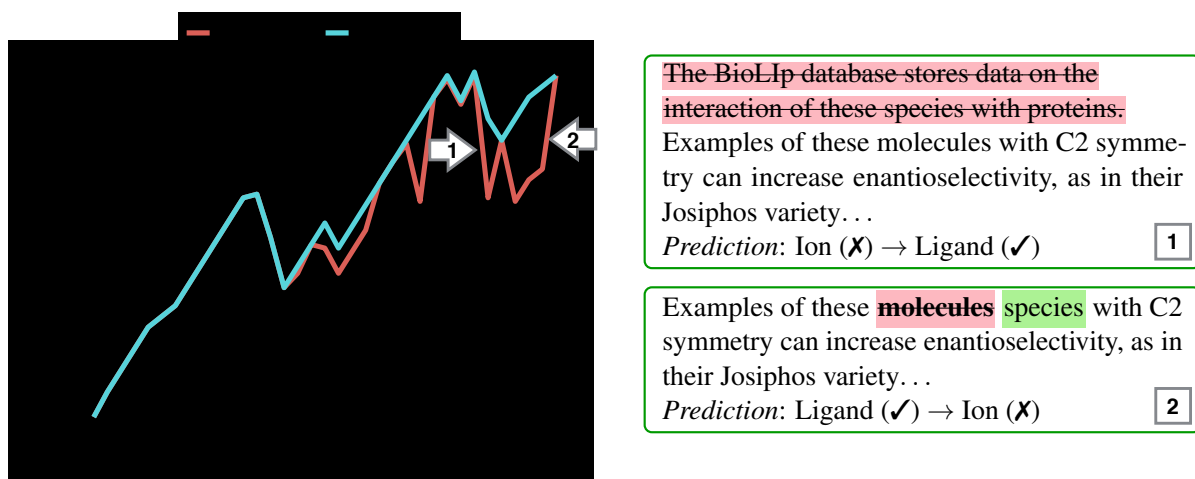 1
2
The BioLIp database stores data on the
interaction of these species with proteins.
Examples of these molecules with C2 symme-
try can increase enantioselectivity, as in their
Josiphos variety...
Prediction: Ion (✗) → Ligand (✓)
1
Examples of these molecules species with C2
symmetry can increase enantioselectivity, as in
their Josiphos variety...
Prediction: Ligand (✓) → Ion (✗)
2